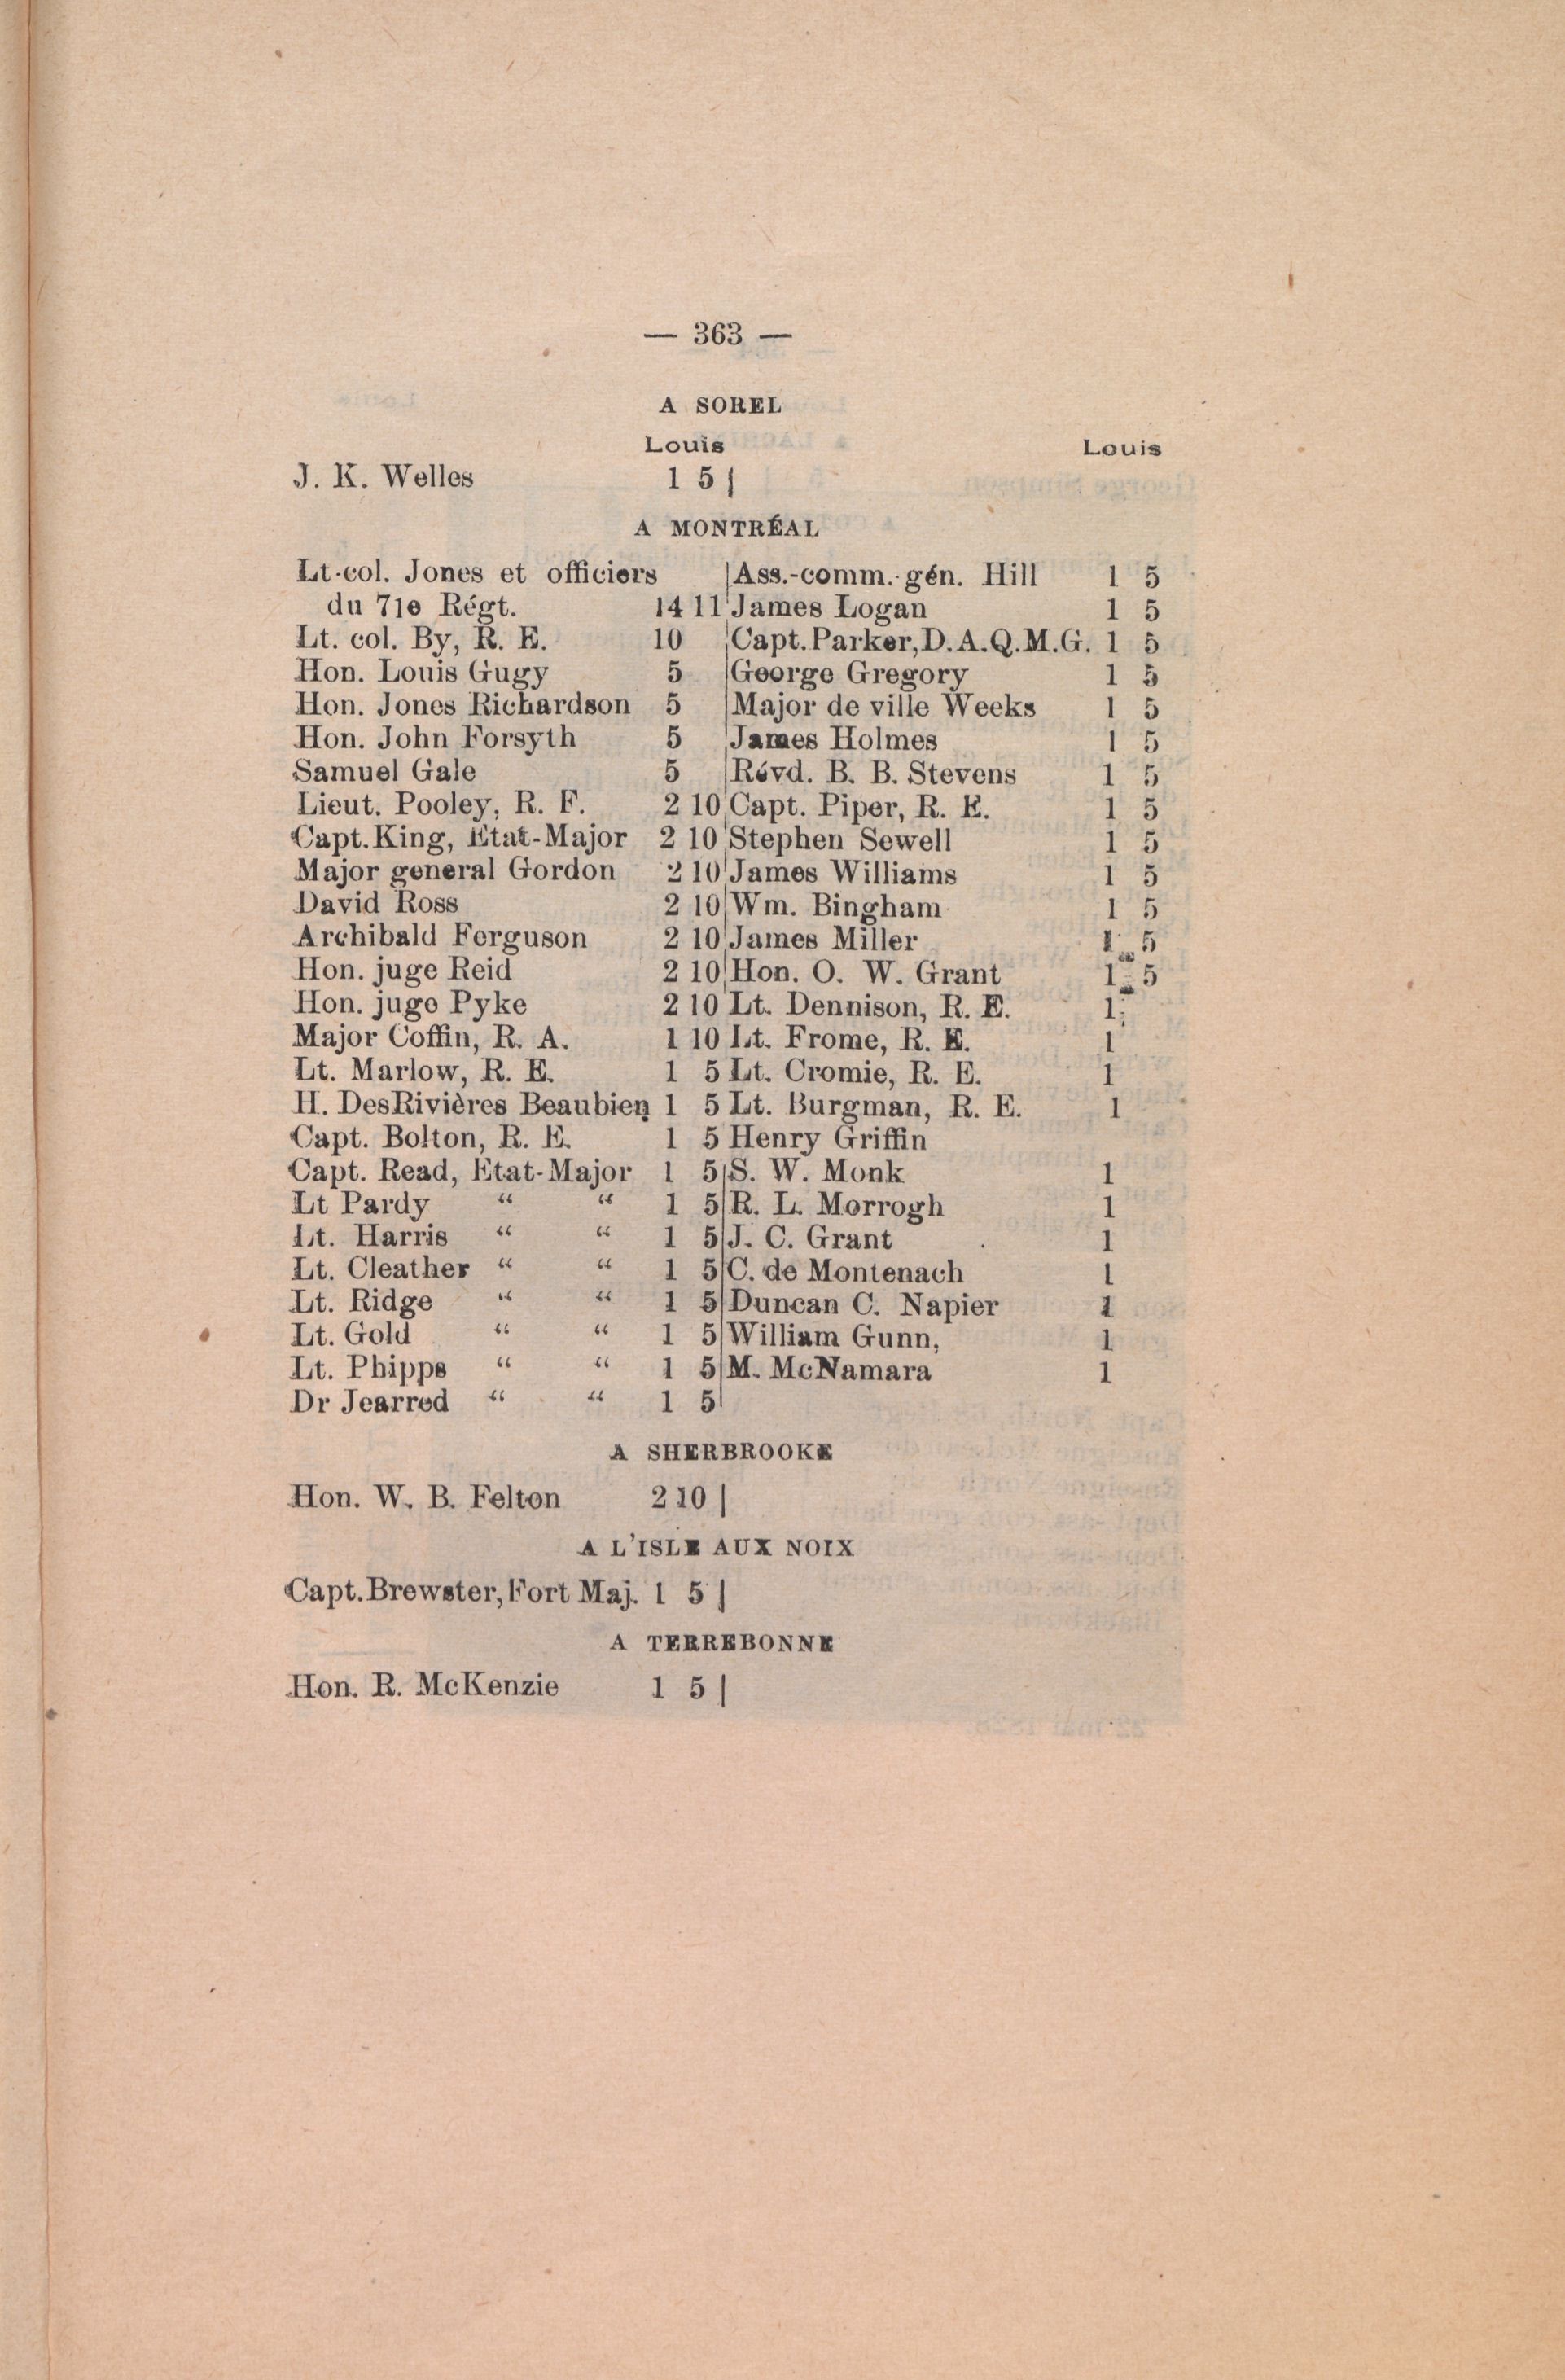 — 363 —
A SOREL
Louis Louis
J. K. Welles 1 5
A MONTRÉAL
Lt-col. Jones et officiers Ass.-comm.-gén. Hill 1 5
du 71e Régt. 14 11 James Logan 1 5
Lt. col. By, R. E. 10 Capt. Parker, D. A. Q. M. G. 1 5
Hon. Louis Gugy 5 George Gregory 1 5
Hon. Jones Richardson 5 Major de ville Weeks 1 5
Hon. John Forsyth 5 James Holmes 1 5
Samuel Gale 5 Révd. B. B. Stevens 1 5
Lieut. Pooley, R. F. 2 10 Capt. Piper, R. E. 1 5
Capt. King, Etat-Major 2 10 Stephen Sewell 1 5
Major general Gordon 2 10 James Williams 1 5
David Ross 2 10 Wm. Bingham 1 5
Archibald Ferguson 2 10 James Miller 1 5
Hon. juge Reid 2 10 Hon. O. W. Grant 1 5
Hon. juge Pyke 2 10 Lt. Dennison, R. E. 1
Major Coffin, R. A. 1 10 Lt. Frome, R. E. 1
Lt. Marlow, R. E. 1 5 Lt. Cromie, R. E. 1
H. DesRivières Beaubien 1 5 Lt. Burgman, R. E. 1
Capt. Bolton, R. E. 1 5 Henry Griffin
Capt. Read, Etat-Major 1 5 S. W. Monk 1
Lt Pardy “ “ 1 5 R. L. Morrogh 1
Lt. Harris “ “ 1 5 J. C. Grant 1
Lt. Cleather “ “ 1 5 C. de Montenach 1
Lt. Ridge “ “ 1 5 Duncan C. Napier 1
Lt. Gold “ “ 1 5 William Gunn, 1
Lt. Phipps “ “ 1 5 M. McNamara 1
Dr Jearred “ “ 1 5
A SHERBROOKE
Hon. W. B. Felton 2 10
A L'ISLE AUX NOIX
Capt. Brewster, Fort Maj. 1 5
A TERREBONNE
Hon. R. McKenzie 1 5